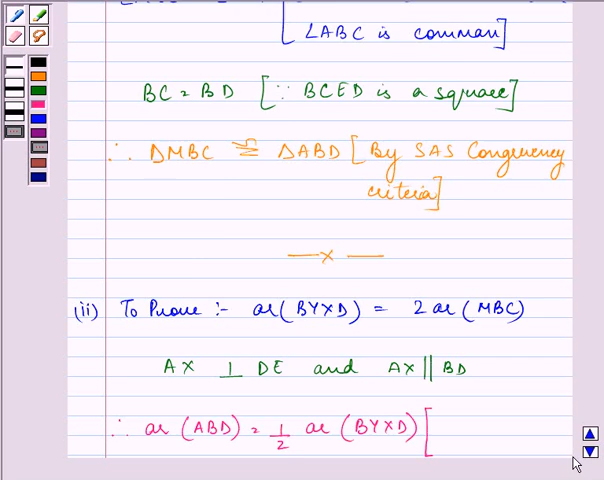 [ ∠ABC is common]
BC = BD [∵ BCED is a square]
∴ ΔMBC ≅ ΔABD [By SAS Congruency
criteria]
—x—
(ii) To Prove :- ar(BYXD) = 2 ar(MBC)
AX ⊥ DE and AX || BD
∴ ar(ABD) = 1/2 ar(BYXD) [